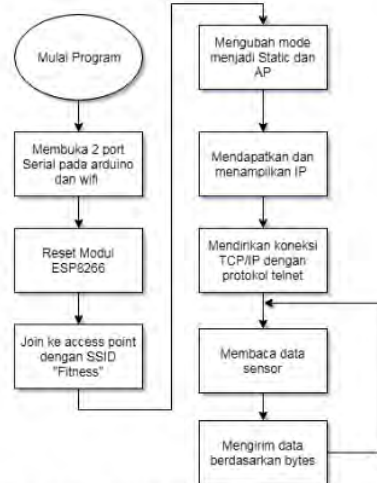 Mulai Program
Membuka 2 port
Serial pada arduino
dan wifi
Reset Modul
ESP8266
Join ke access point
dengan SSID
"Fitness"
Mengubah mode
menjadi Static dan
AP
Mendapatkan dan
menampilkan IP
Mendirikan koneksi
TCP/IP dengan
protokol telnet
Membaca data
sensor
Mengirim data
berdasarkan bytes